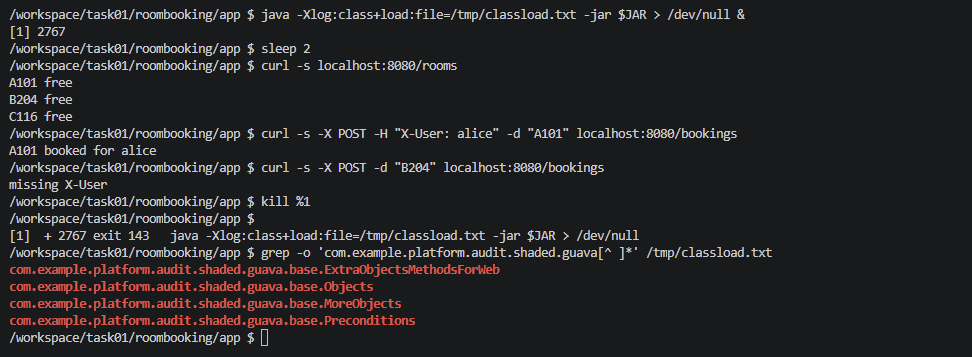 /workspace/task01/roombooking/app $ java -Xlog:class+load:file=/tmp/classload.txt -jar $JAR > /dev/null &
[1] 2767
/workspace/task01/roombooking/app $ sleep 2
/workspace/task01/roombooking/app $ curl -s localhost:8080/rooms
A101 free
B204 free
C116 free
/workspace/task01/roombooking/app $ curl -s -X POST -H "X-User: alice" -d "A101" localhost:8080/bookings
A101 booked for alice
/workspace/task01/roombooking/app $ curl -s -X POST -d "B204" localhost:8080/bookings
missing X-User
/workspace/task01/roombooking/app $ kill %1
/workspace/task01/roombooking/app $
[1]  + 2767 exit 143   java -Xlog:class+load:file=/tmp/classload.txt -jar $JAR > /dev/null
/workspace/task01/roombooking/app $ grep -o 'com.example.platform.audit.shaded.guava[^ ]*' /tmp/classload.txt
com.example.platform.audit.shaded.guava.base.ExtraObjectsMethodsForWeb
com.example.platform.audit.shaded.guava.base.Objects
com.example.platform.audit.shaded.guava.base.MoreObjects
com.example.platform.audit.shaded.guava.base.Preconditions
/workspace/task01/roombooking/app $